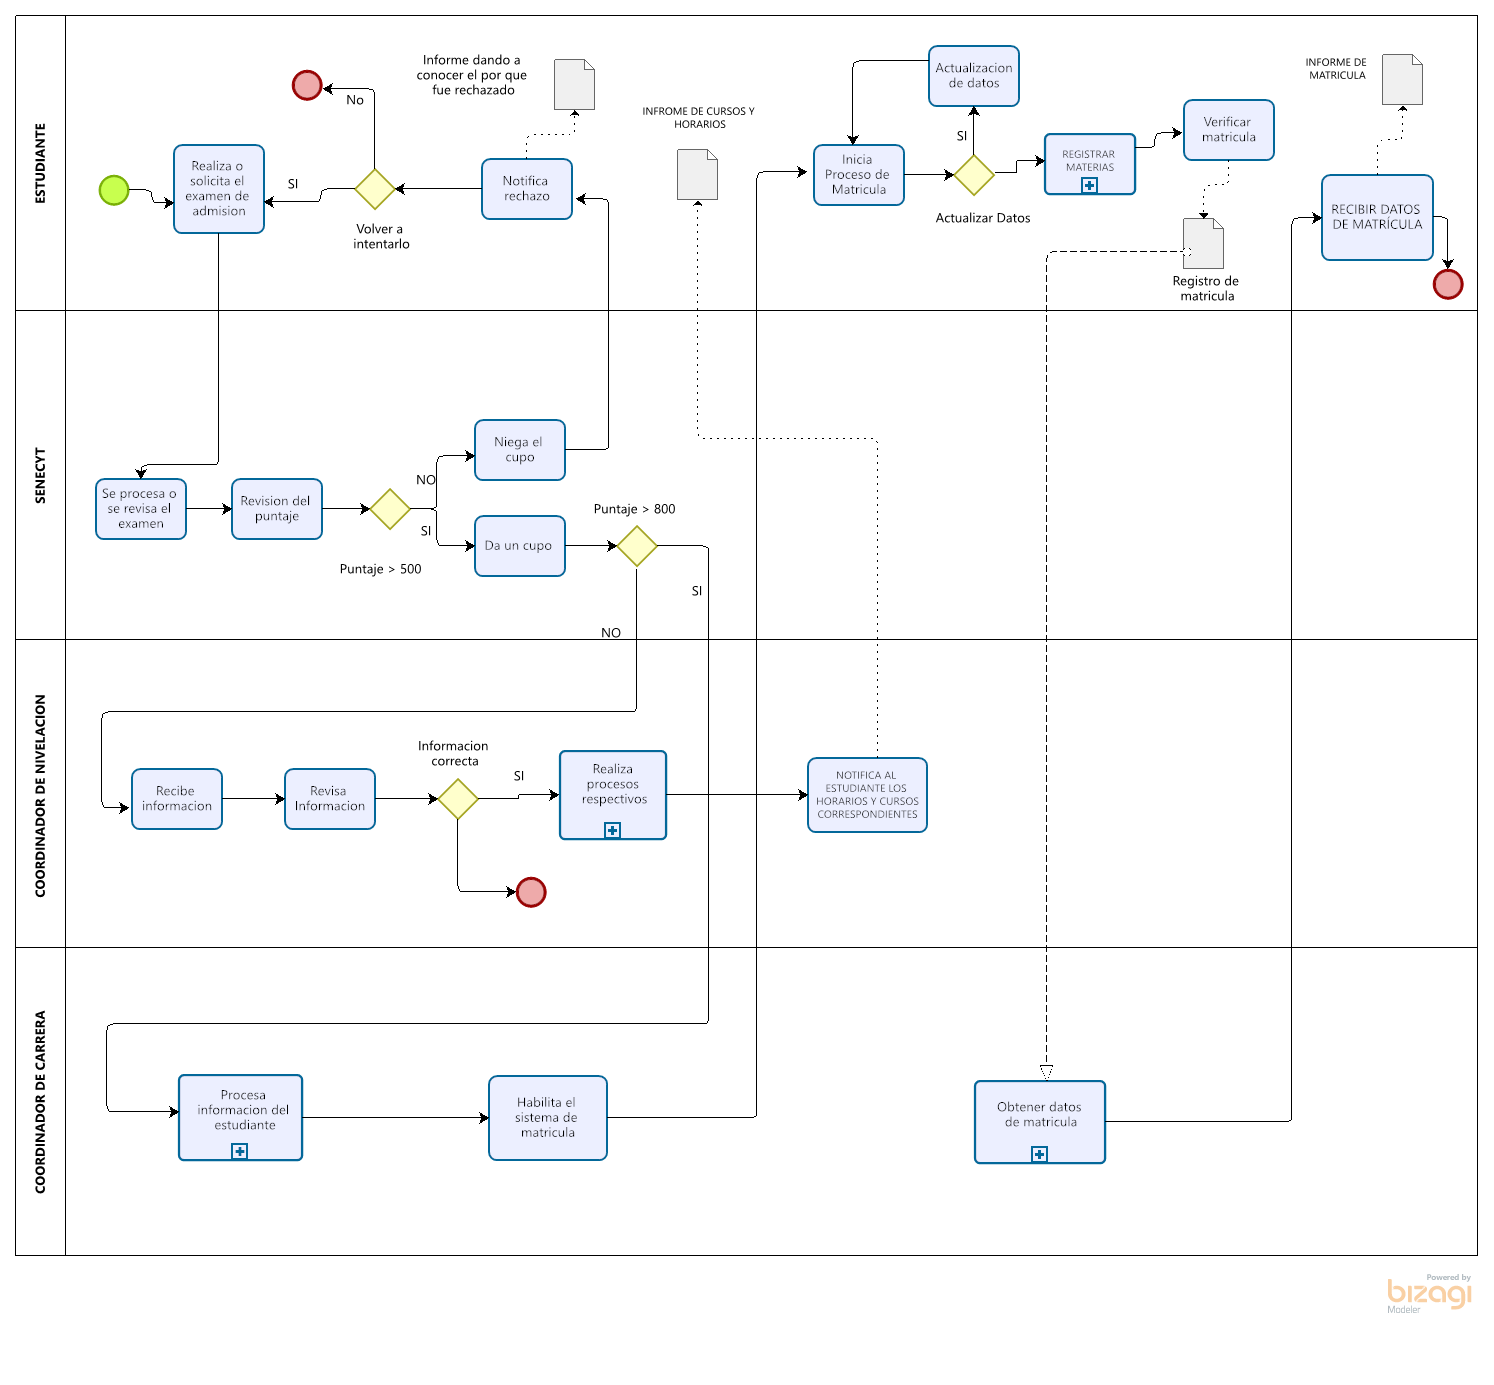 ESTUDIANTE
No
Informe dando a
conocer el por que
fue rechazado
INFROME DE CURSOS Y
HORARIOS
Actualizacion
de datos
INFORME DE
MATRICULA
Realiza o
solicita el
examen de
admision
SI
Volver a
intentarlo
Notifica
rechazo
Inicia
Proceso de
Matricula
SI
Actualizar Datos
REGISTRAR
MATERIAS
Verificar
matricula
Registro de
matricula
RECIBIR DATOS
DE MATRÍCULA
SENECYT
Se procesa o
se revisa el
examen
Revision del
puntaje
NO
SI
Puntaje > 500
Niega el
cupo
Da un cupo
Puntaje > 800
SI
NO
COORDINADOR DE NIVELACION
Recibe
informacion
Revisa
Informacion
Informacion
correcta
SI
Realiza
procesos
respectivos
NOTIFICA AL
ESTUDIANTE LOS
HORARIOS Y CURSOS
CORRESPONDIENTES
COORDINADOR DE CARRERA
Procesa
informacion del
estudiante
Habilita el
sistema de
matricula
Obtener datos
de matricula
Powered by
bizagi
Modeler